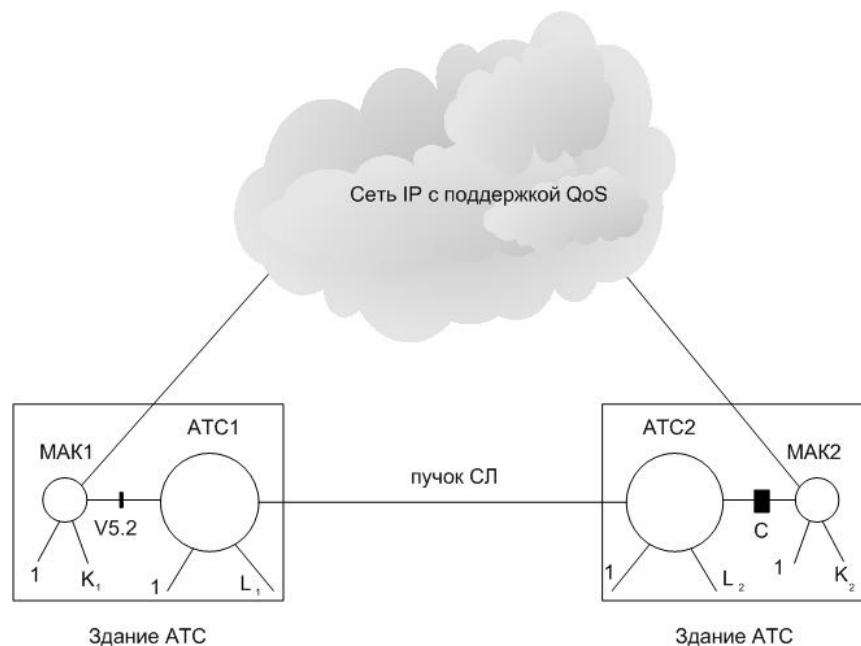 Сеть IP с поддержкой QoS
АТС1
МАК1
V5.2
1
K₁
1
L₁
пучок СЛ
АТС2
МАК2
C
1
L₂
1
K₂
Здание АТС
Здание АТС